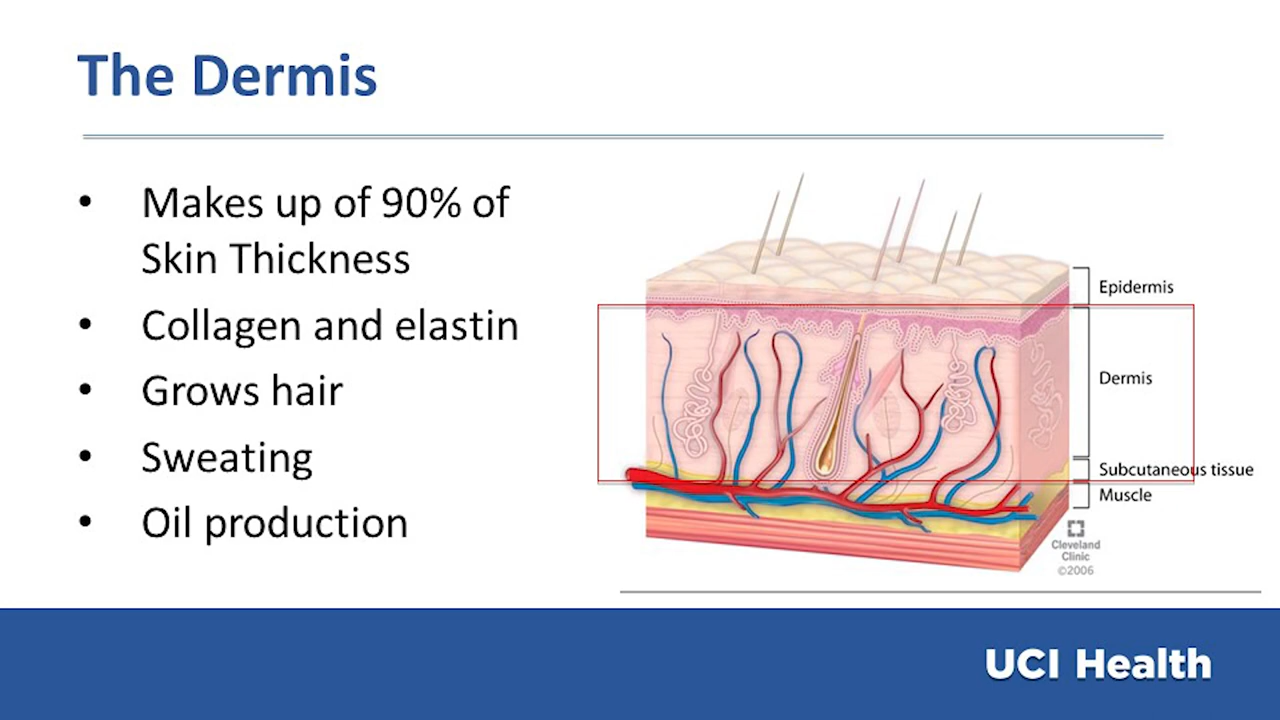 The Dermis
• Makes up of 90% of
Skin Thickness
• Collagen and elastin
• Grows hair
• Sweating
• Oil production
Epidermis
Dermis
Subcutaneous tissue
Muscle
Cleveland
Clinic
©2006
UCI Health